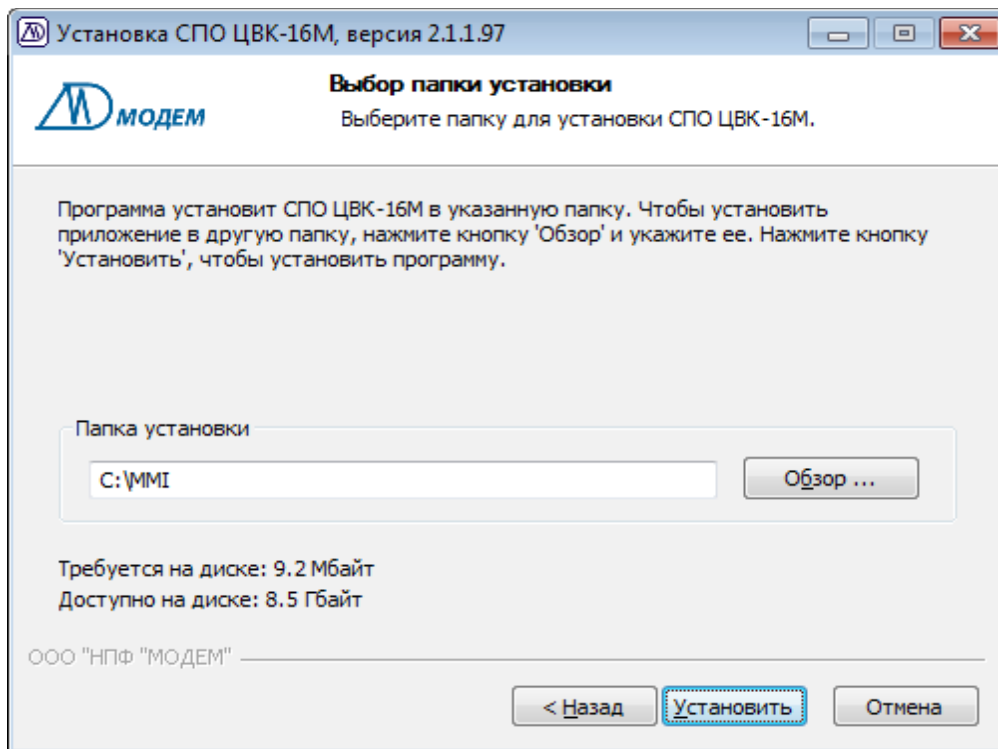 Установка СПО ЦВК-16М, версия 2.1.1.97
МОДЕМ
Выбор папки установки
Выберите папку для установки СПО ЦВК-16М.
Программа установит СПО ЦВК-16М в указанную папку. Чтобы установить
приложение в другую папку, нажмите кнопку 'Обзор' и укажите ее. Нажмите кнопку
'Установить', чтобы установить программу.
Папка установки
C:\MMI
Обзор ...
Требуется на диске: 9.2 Мбайт
Доступно на диске: 8.5 Гбайт
ООО "НПФ "МОДЕМ"
< Назад
Установить
Отмена